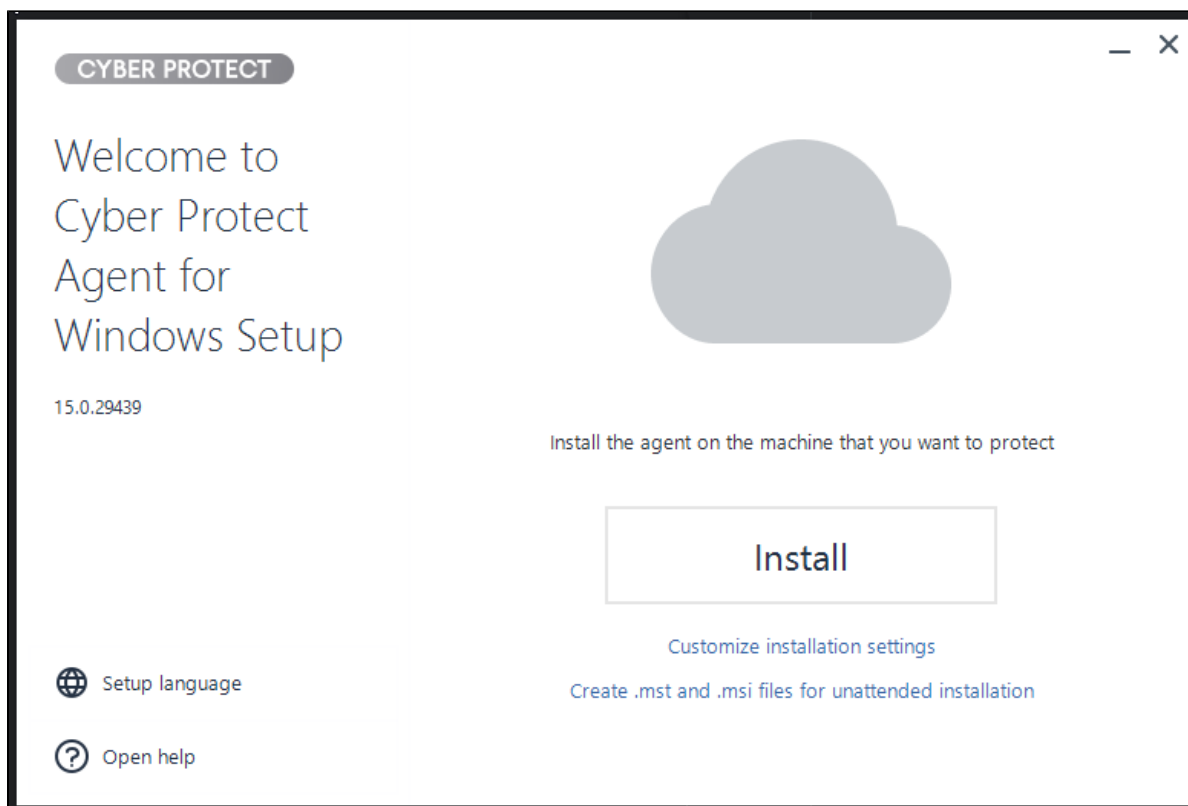 CYBER PROTECT
Welcome to
Cyber Protect
Agent for
Windows Setup
15.0.29439
Setup language
Open help
Install the agent on the machine that you want to protect
Install
Customize installation settings
Create .mst and .msi files for unattended installation